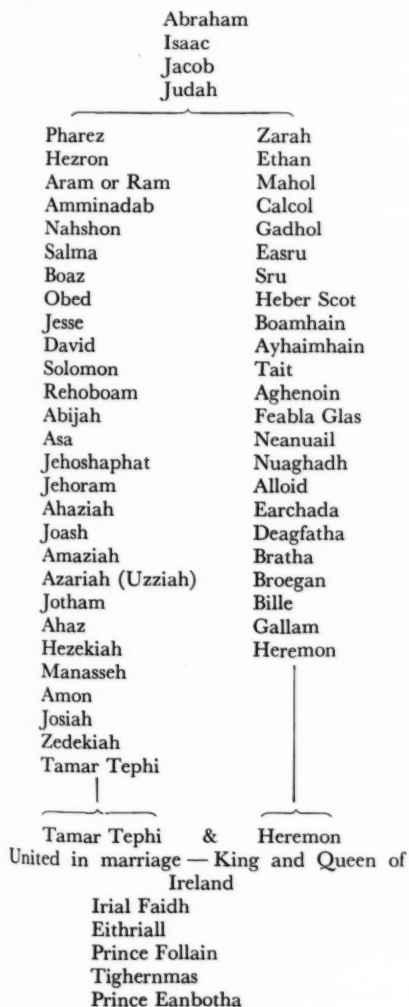 Abraham
Isaac
Jacob
Judah
Pharez
Hezron
Aram or Ram
Amminadab
Nahshon
Salma
Boaz
Obed
Jesse
David
Solomon
Rehoboam
Abijah
Asa
Jehoshaphat
Jehoram
Ahaziah
Joash
Amaziah
Azariah (Uzziah)
Jotham
Ahaz
Hezekiah
Manasseh
Amon
Josiah
Zedekiah
Tamar Tephi
Zarah
Ethan
Mahol
Calcol
Gadhol
Easru
Sru
Heber Scot
Boamhain
Ayhaimhain
Tait
Aghenoin
Feabla Glas
Neanuail
Nuaghadh
Alloid
Earchada
Deagfatha
Bratha
Broegan
Bille
Gallam
Heremon
Tamar Tephi & Heremon
United in marriage — King and Queen of
Ireland
Irial Faidh
Eithriall
Prince Follain
Tighernmas
Prince Eanbotha